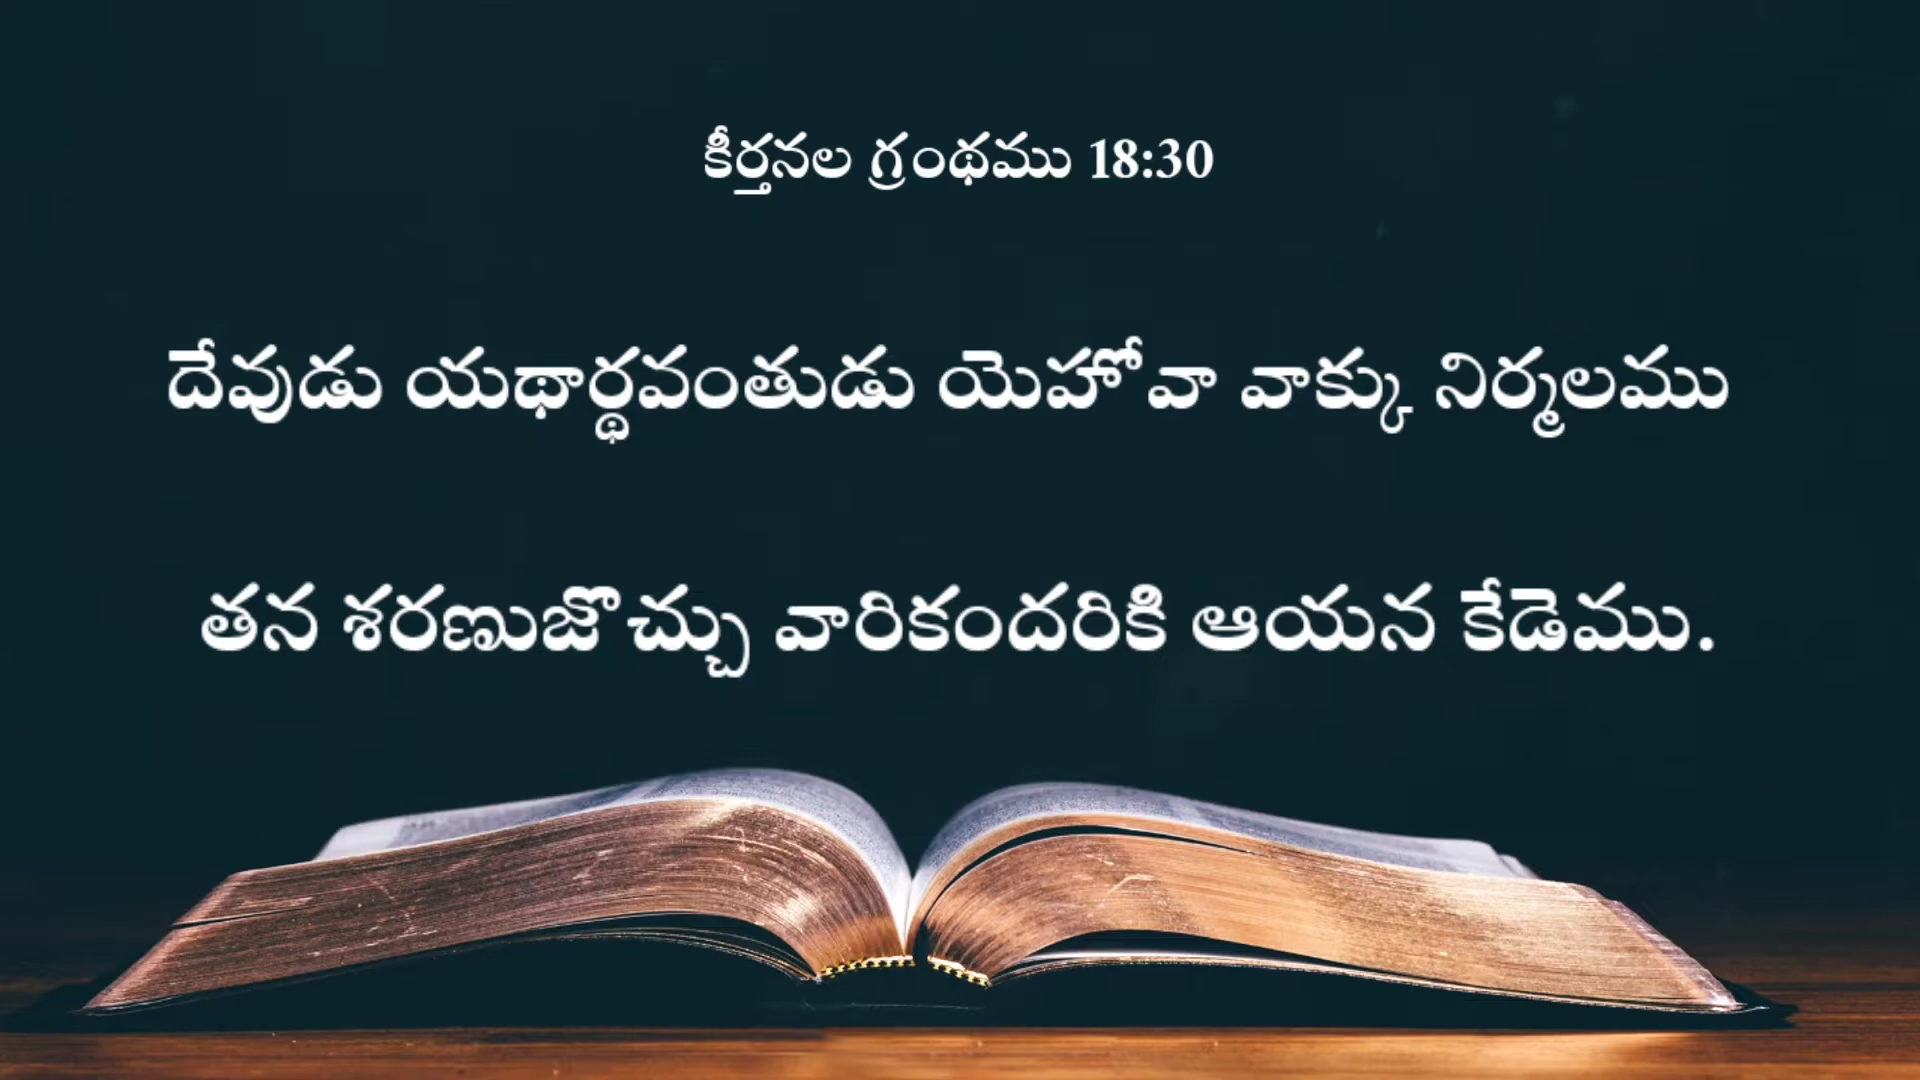 కీర్తనల గ్రంథము 18:30
దేవుడు యథార్థవంతుడు యెహోవా వాక్కు నిర్మలము
తన శరణుజొచ్చు వారికందరికి ఆయన కేడెము.